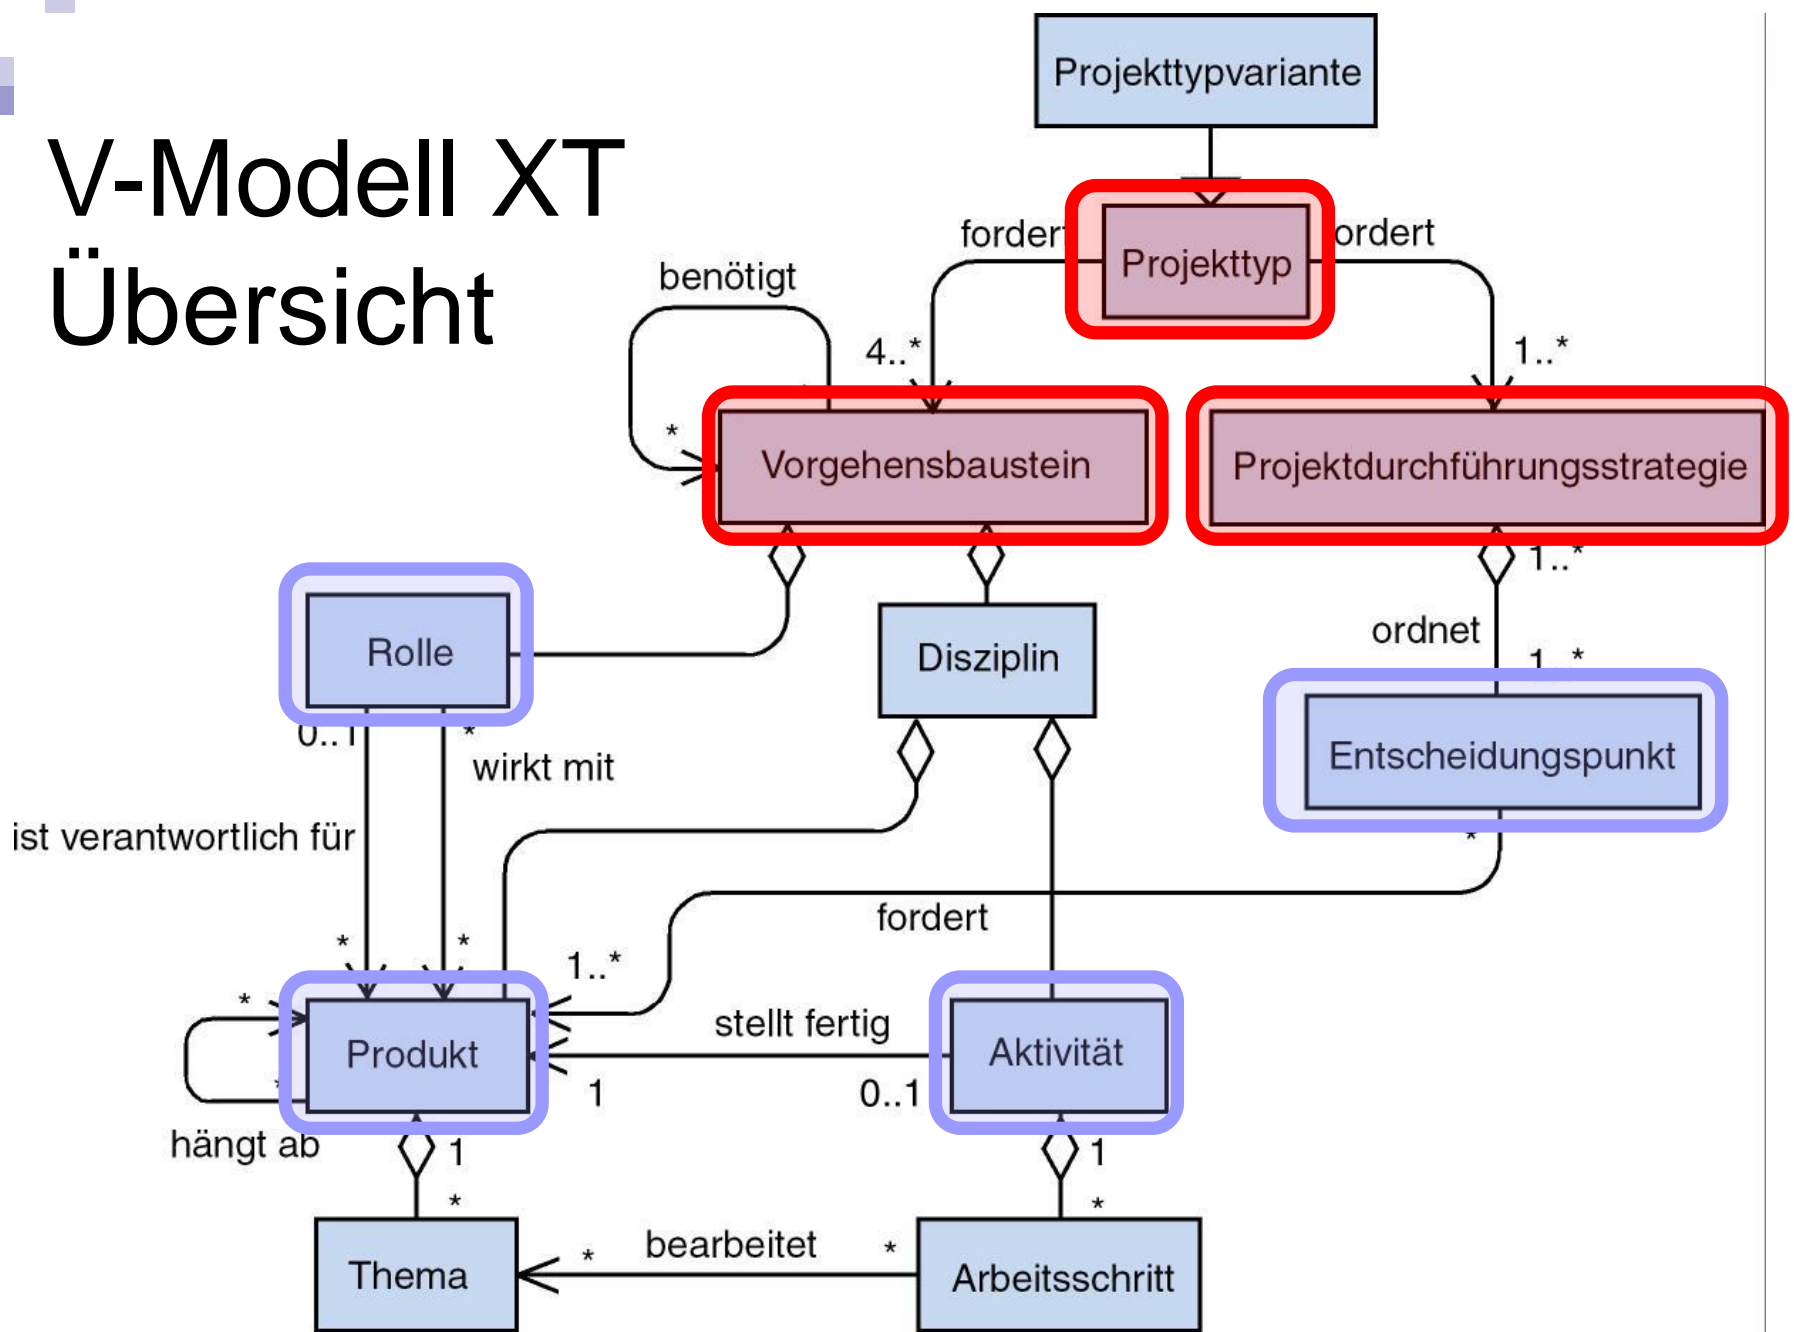 Projekttypvariante
V-Modell XT
Übersicht
fordert
Projekttyp
ordert
benötigt
4..*
1..*
*
Vorgehensbaustein
Projektdurchführungsstrategie
1..*
ordnet
1..*
Rolle
Disziplin
0..1
*
wirkt mit
Entscheidungspunkt
*
ist verantwortlich für
fordert
*
*
1..*
*
stellt fertig
Produkt
Aktivität
*
1
0..1
hängt ab
1
1
*
*
bearbeitet
*
*
Thema
Arbeitsschritt